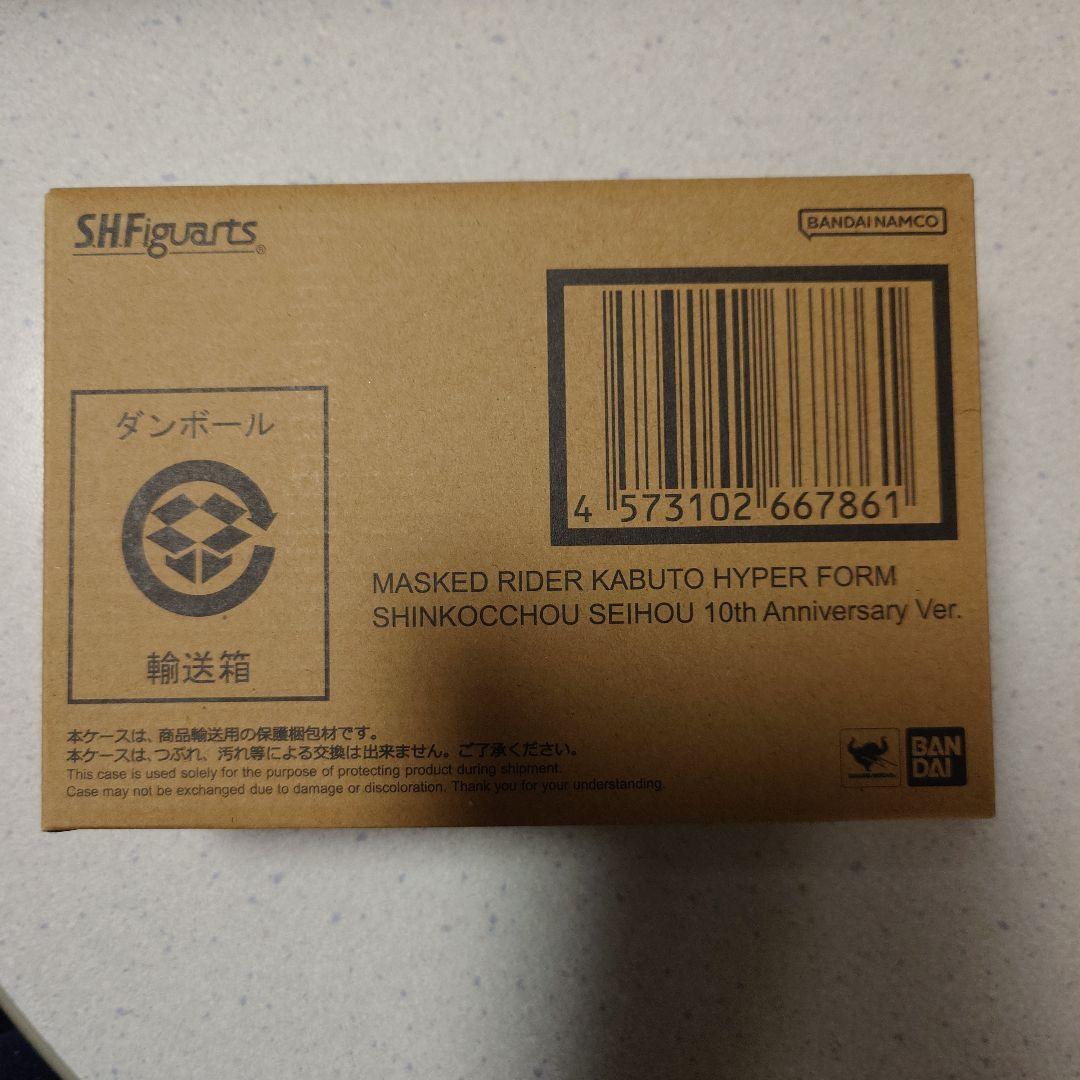 S.H.Figuarts®
BANDAI NAMCO
4 573102 667861
ダンボール
輸送箱
MASKED RIDER KABUTO HYPER FORM
SHINKOCCHOU SEIHOU 10th Anniversary Ver.
本ケースは、商品輸送用の保護梱包材です。
本ケースは、つぶれ、汚れ等による交換は出来ません。ご了承ください。
This case is used solely for the purpose of protecting product during shipment.
Case may not be exchanged due to damage or discoloration. Thank you for your understanding.
BAN
DAI